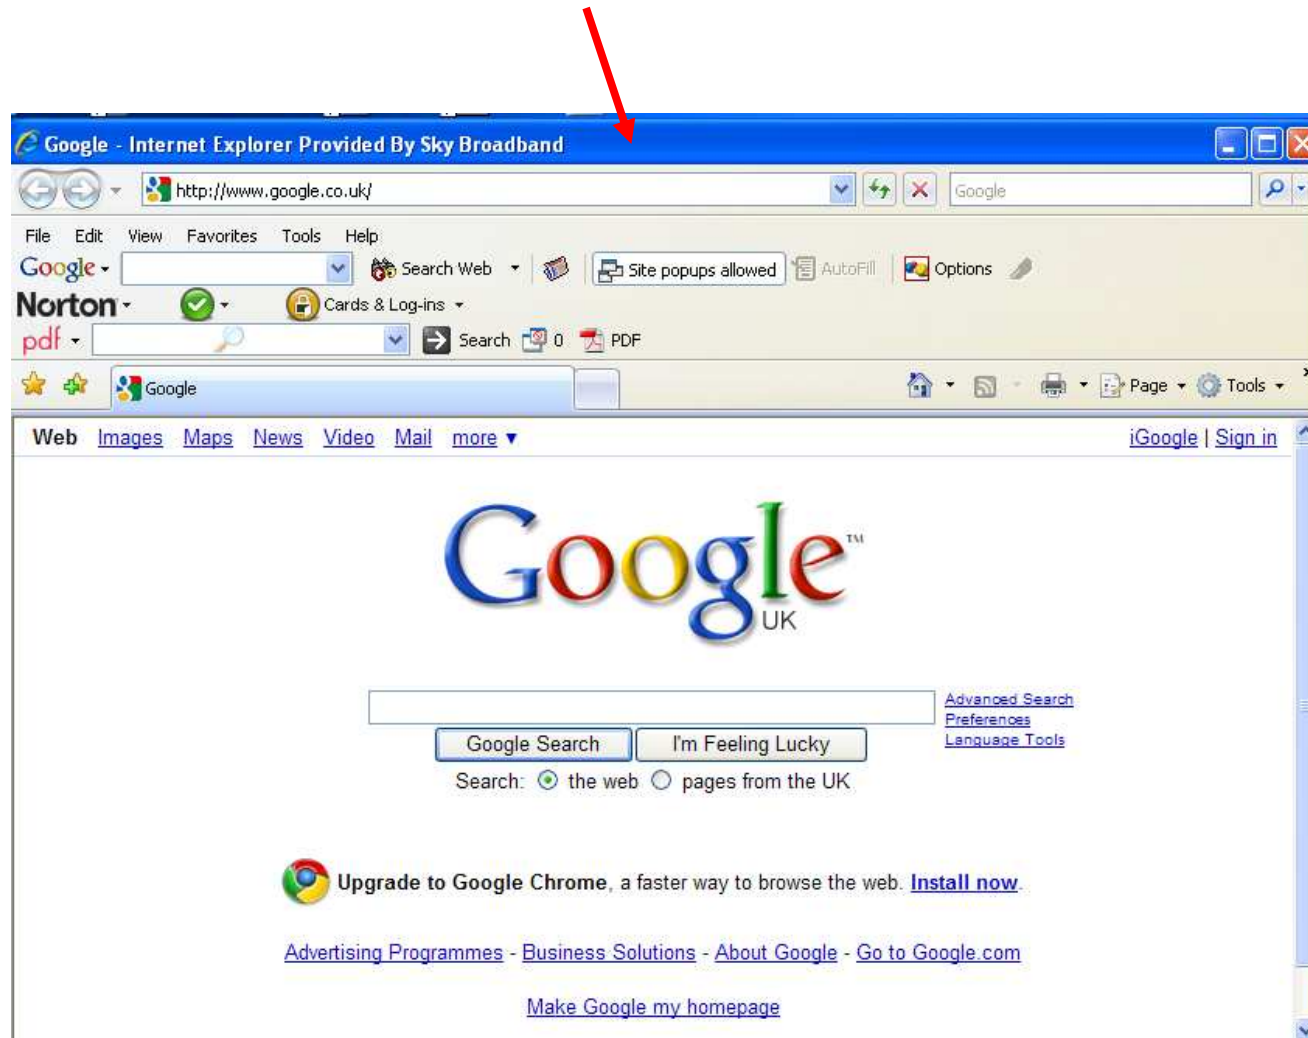 Google - Internet Explorer Provided By Sky Broadband
http://www.google.co.uk/ Google
File Edit View Favorites Tools Help
Google Search Web Site popups allowed AutoFill Options
Norton Cards & Log-ins
pdf Search 0 PDF
Google Page Tools
Web Images Maps News Video Mail more ▼ iGoogle | Sign in
Google™
UK
Advanced Search
Preferences
Language Tools
Google Search I'm Feeling Lucky
Search: the web pages from the UK
Upgrade to Google Chrome, a faster way to browse the web. Install now.
Advertising Programmes - Business Solutions - About Google - Go to Google.com
Make Google my homepage